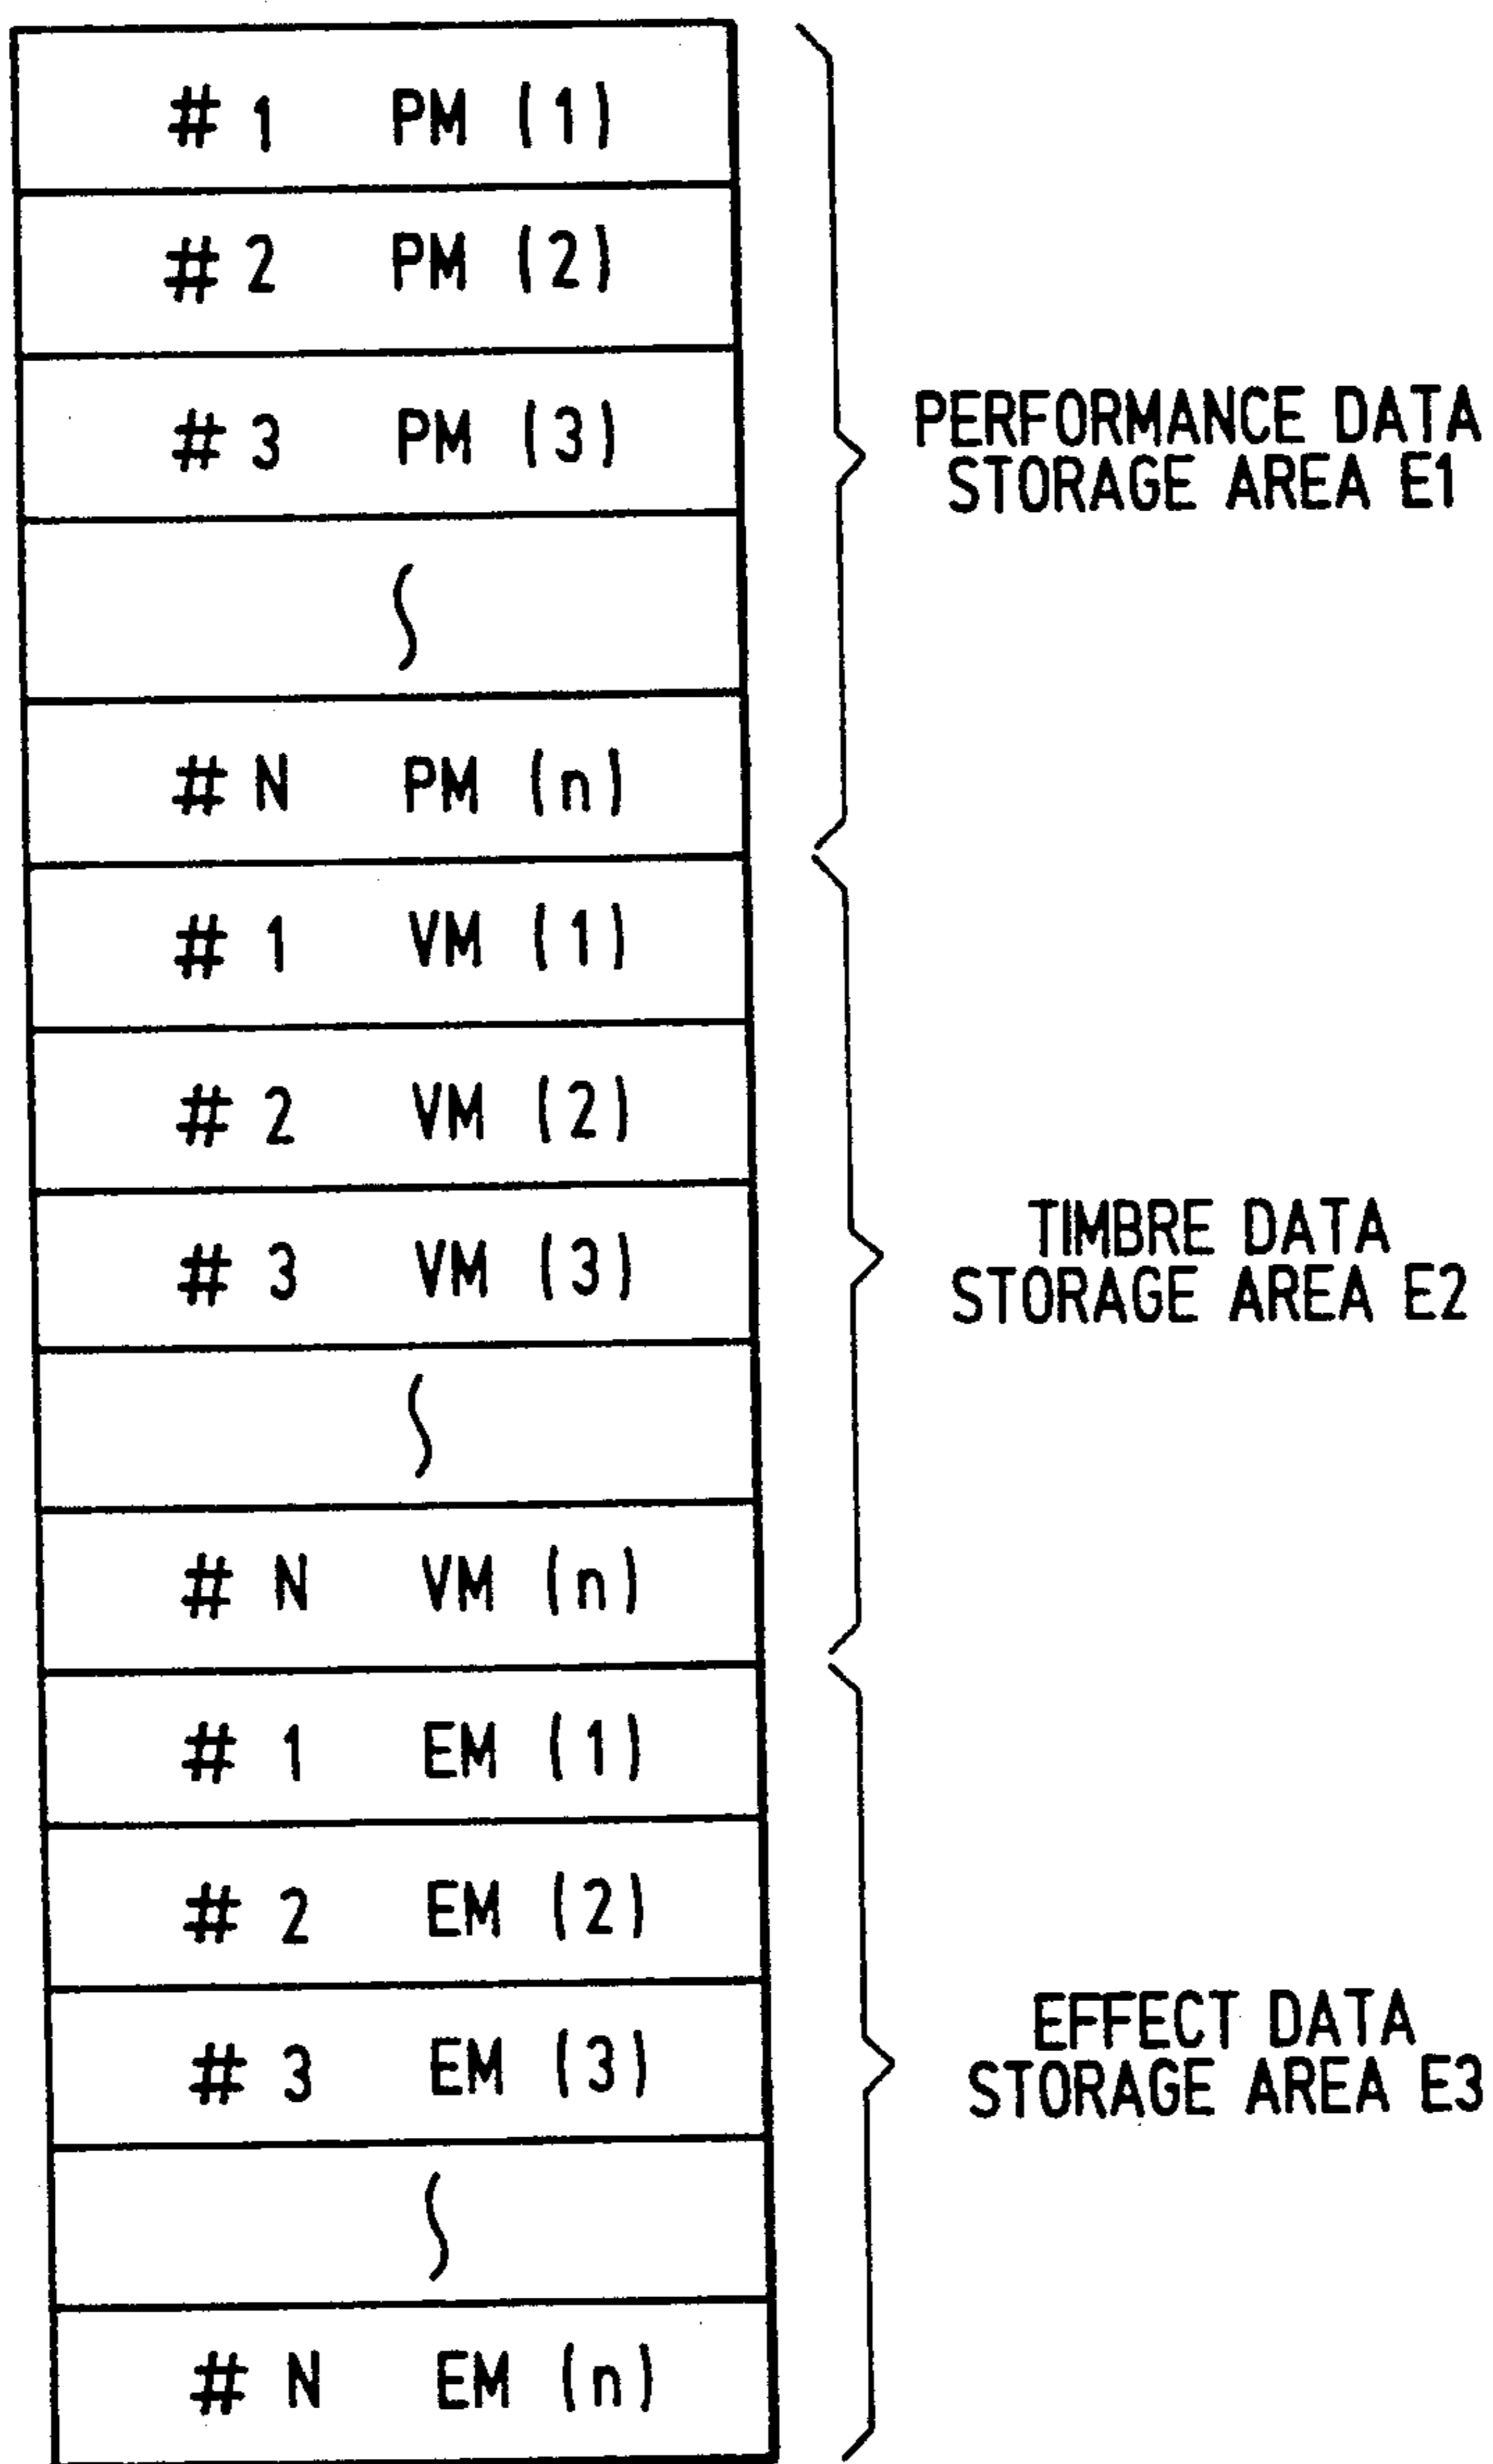 # 1 PM (1)
# 2 PM (2)
# 3 PM (3)
# N PM (n)
PERFORMANCE DATA
STORAGE AREA E1
# 1 VM (1)
# 2 VM (2)
# 3 VM (3)
# N VM (n)
TIMBRE DATA
STORAGE AREA E2
# 1 EM (1)
# 2 EM (2)
# 3 EM (3)
# N EM (n)
EFFECT DATA
STORAGE AREA E3